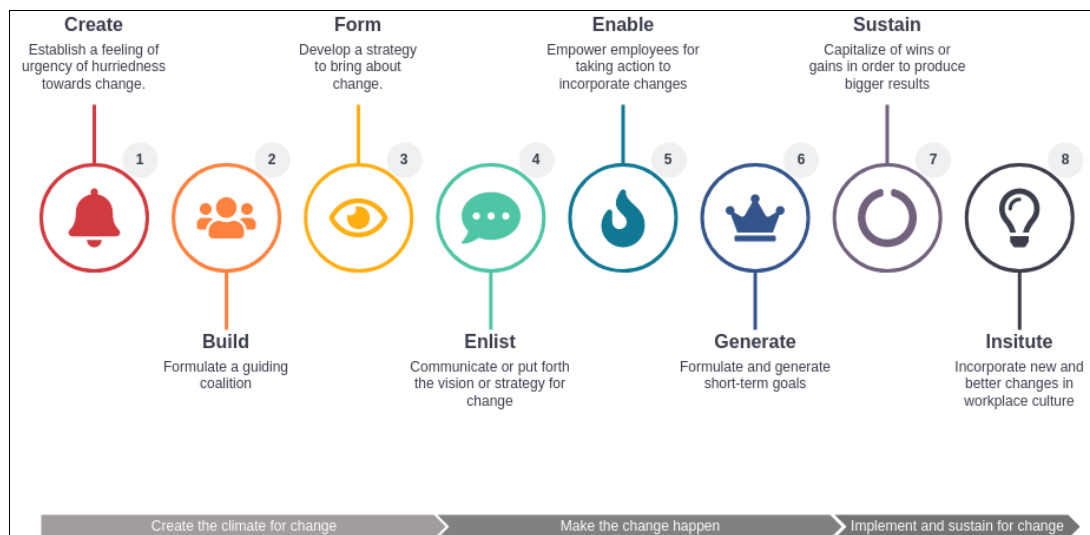 Create
Establish a feeling of
urgency of hurriedness
towards change.
1
Build
Formulate a guiding
coalition
2
Form
Develop a strategy
to bring about
change.
3
Enlist
Communicate or put forth
the vision or strategy for
change
4
Enable
Empower employees for
taking action to
incorporate changes
5
Generate
Formulate and generate
short-term goals
6
Sustain
Capitalize of wins or
gains in order to produce
bigger results
7
Insitute
Incorporate new and
better changes in
workplace culture
8
Create the climate for change
Make the change happen
Implement and sustain for change